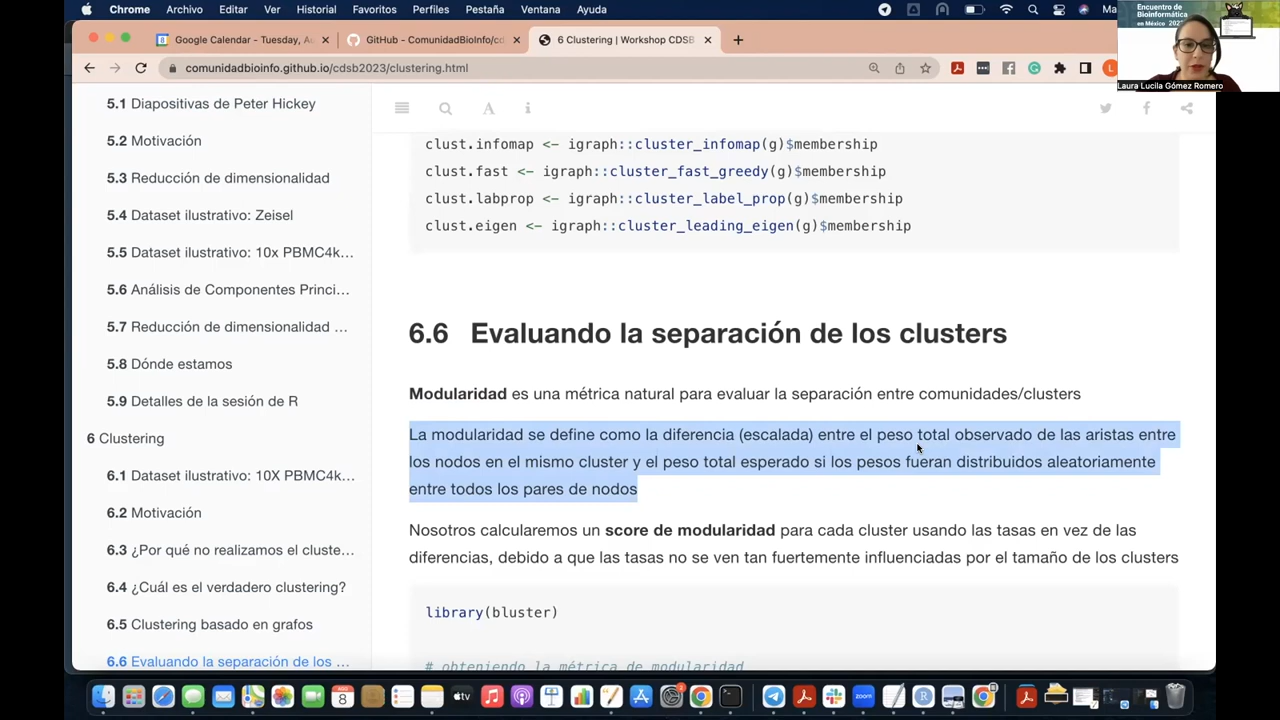 Chrome Archivo Editar Ver Historial Favoritos Perfiles Pestaña Ventana Ayuda
Encuentro de
Bioinformática
en México
Laura Lucila Gómez Romero
Google Calendar - Tuesday, Au
GitHub - ComunidadBioInfo/cd
6 Clustering | Workshop CDSB
comunidadbioinfo.github.io/cdsb2023/clustering.html
5.1 Diapositivas de Peter Hickey
5.2 Motivación
5.3 Reducción de dimensionalidad
5.4 Dataset ilustrativo: Zeisel
5.5 Dataset ilustrativo: 10x PBMC4k…
5.6 Análisis de Componentes Princi…
5.7 Reducción de dimensionalidad …
5.8 Dónde estamos
5.9 Detalles de la sesión de R
6 Clustering
6.1 Dataset ilustrativo: 10X PBMC4k…
6.2 Motivación
6.3 ¿Por qué no realizamos el cluste…
6.4 ¿Cuál es el verdadero clustering?
6.5 Clustering basado en grafos
6.6 Evaluando la separación de los …
clust.infomap <- igraph::cluster_infomap(g)$membership
clust.fast <- igraph::cluster_fast_greedy(g)$membership
clust.labprop <- igraph::cluster_label_prop(g)$membership
clust.eigen <- igraph::cluster_leading_eigen(g)$membership
6.6 Evaluando la separación de los clusters
Modularidad es una métrica natural para evaluar la separación entre comunidades/clusters
La modularidad se define como la diferencia (escalada) entre el peso total observado de las aristas entre
los nodos en el mismo cluster y el peso total esperado si los pesos fueran distribuidos aleatoriamente
entre todos los pares de nodos
Nosotros calcularemos un score de modularidad para cada cluster usando las tasas en vez de las
diferencias, debido a que las tasas no se ven tan fuertemente influenciadas por el tamaño de los clusters
library(bluster)
# obteniendo la métrica de modularidad